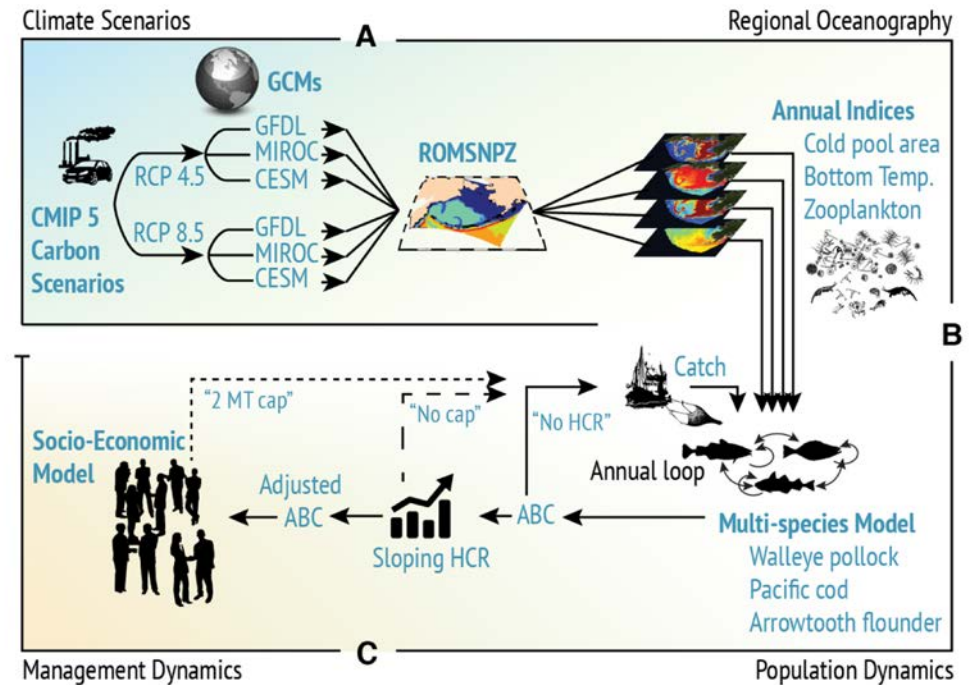 Climate Scenarios
A
Regional Oceanography
GCMs
CMIP 5
Carbon
Scenarios
RCP 4.5
GFDL
MIROC
CESM
RCP 8.5
GFDL
MIROC
CESM
ROMSNPZ
Annual Indices
Cold pool area
Bottom Temp.
Zooplankton
B
Catch
"2 MT cap"
"No cap"
"No HCR"
Socio-Economic
Model
Annual loop
Adjusted
ABC
Sloping HCR
ABC
Multi-species Model
Walleye pollock
Pacific cod
Arrowtooth flounder
Management Dynamics
C
Population Dynamics